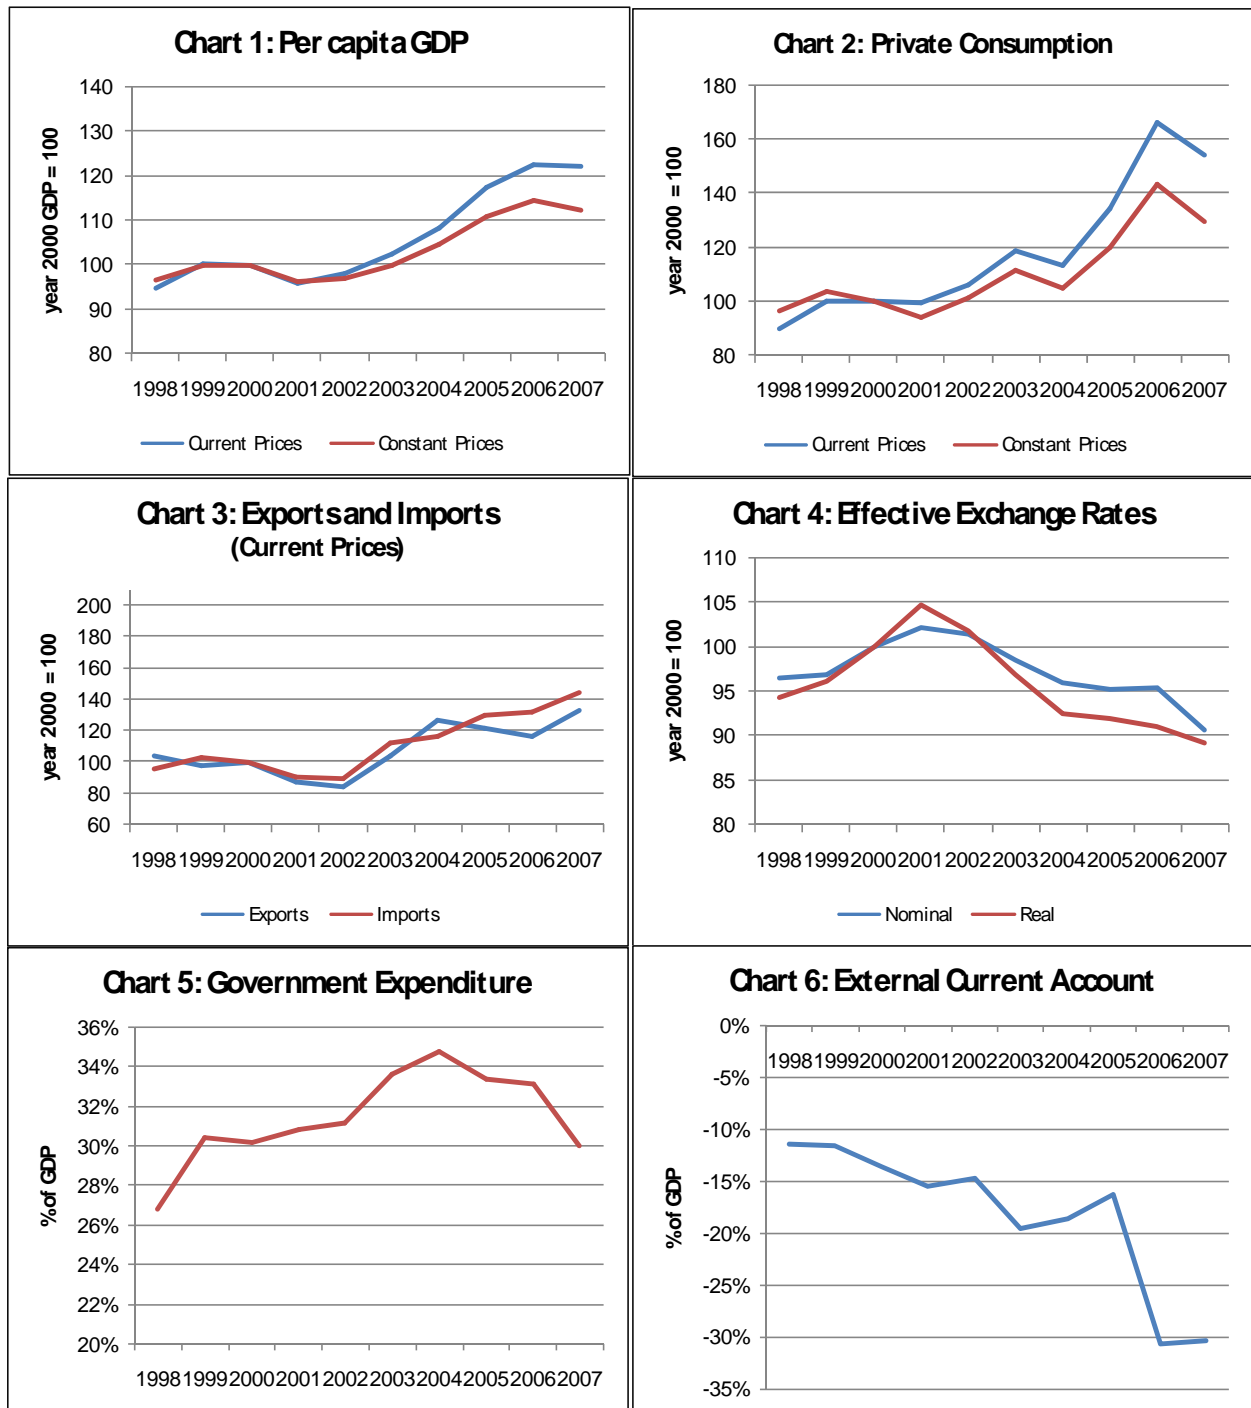 Chart 1: Per capita GDP
year 2000 GDP = 100
140
130
120
110
100
90
80
1998 1999 2000 2001 2002 2003 2004 2005 2006 2007
Current Prices Constant Prices
Chart 2: Private Consumption
year 2000 = 100
180
160
140
120
100
80
1998 1999 2000 2001 2002 2003 2004 2005 2006 2007
Current Prices Constant Prices
Chart 3: Exports and Imports
(Current Prices)
year 2000 = 100
200
180
160
140
120
100
80
60
1998 1999 2000 2001 2002 2003 2004 2005 2006 2007
Exports Imports
Chart 4: Effective Exchange Rates
year 2000 = 100
110
105
100
95
90
85
80
1998 1999 2000 2001 2002 2003 2004 2005 2006 2007
Nominal Real
Chart 5: Government Expenditure
% of GDP
36%
34%
32%
30%
28%
26%
24%
22%
20%
1998 1999 2000 2001 2002 2003 2004 2005 2006 2007
Chart 6: External Current Account
% of GDP
0%
1998 1999 2000 2001 2002 2003 2004 2005 2006 2007
-5%
-10%
-15%
-20%
-25%
-30%
-35%